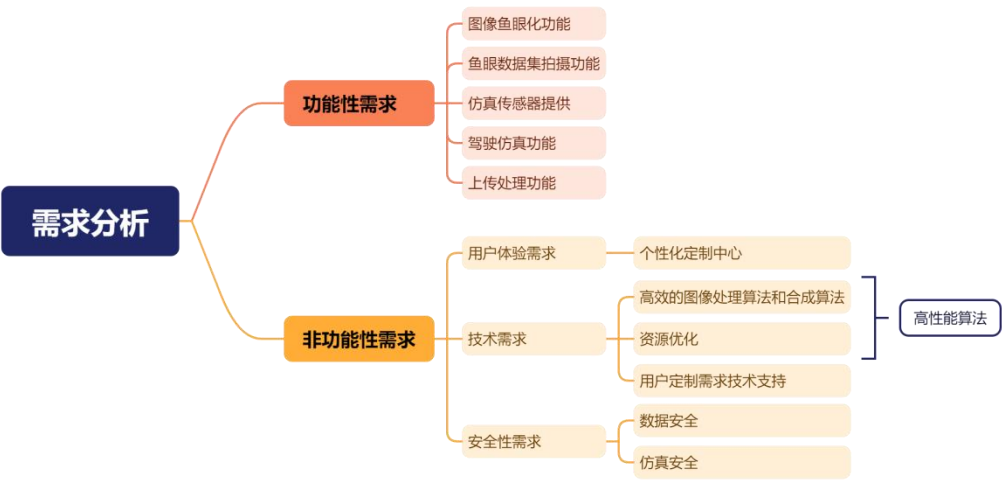 需求分析
功能性需求
图像鱼眼化功能
鱼眼数据集拍摄功能
仿真传感器提供
驾驶仿真功能
上传处理功能
非功能性需求
用户体验需求
个性化定制中心
技术需求
高效的图像处理算法和合成算法
资源优化
用户定制需求技术支持
高性能算法
安全性需求
数据安全
仿真安全